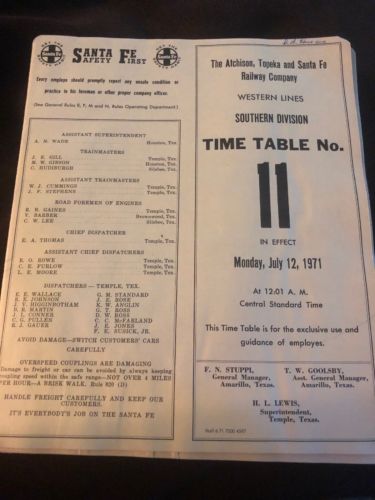 Santa Fe
SANTA FE
SAFETY FIRST
Santa Fe
Every employe should promptly report any unsafe condition or
practice to his foreman or other proper company officer.
(See General Rules E, F, M and N, Rules Operating Department.)
ASSISTANT SUPERINTENDENT
A. N. WADE Houston, Tex.
TRAINMASTERS
J. E. GILL Temple, Tex.
M. W. GIBSON Houston, Tex.
C. RUDIBURGH Silsbee, Tex.
ASSISTANT TRAINMASTERS
W. J. CUMMINGS Temple, Tex.
J. F. STEPHENS Temple, Tex.
ROAD FOREMEN OF ENGINES
R. W. GAINES Temple, Tex.
V. BARBEE Brownwood, Tex.
C. W. LEE Silsbee, Tex.
CHIEF DISPATCHER
E. A. THOMAS Temple, Tex.
ASSISTANT CHIEF DISPATCHERS
E. O. ROWE Temple, Tex.
C. E. FURLOW Temple, Tex.
L. E. MOORE Temple, Tex.
DISPATCHERS—TEMPLE, TEX.
E. E. WALLACE G. M. STANDARD
R. E. JOHNSON J. E. ROSE
J. V. HIGGINBOTHAM K. W. ANGLIN
N. B. MARTIN G. T. ROSS
J. L. CONNER D. W. ROSS
B. L. PULLER C. C. McFARLAND
R. J. GAUER J. E. JONES
F. E. SUSICK, JR.
AVOID DAMAGE—SWITCH CUSTOMERS' CARS
CAREFULLY
OVERSPEED COUPLINGS ARE DAMAGING
Damage to freight or car can be avoided by always keeping
coupling speed within the safe range—NOT OVER 4 MILES
PER HOUR—A BRISK WALK. Rule 820 (D)
HANDLE FREIGHT CAREFULLY AND KEEP OUR
CUSTOMERS.
IT'S EVERYBODY'S JOB ON THE SANTA FE
The Atchison, Topeka and Santa Fe
Railway Company
WESTERN LINES
SOUTHERN DIVISION
TIME TABLE No.
11
IN EFFECT
Monday, July 12, 1971
At 12:01 A. M.
Central Standard Time
This Time Table is for the exclusive use and
guidance of employes.
F. N. STUPPI, T. W. GOOLSBY,
General Manager, Asst. General Manager,
Amarillo, Texas. Amarillo, Texas.
H. L. LEWIS,
Superintendent,
Temple, Texas.